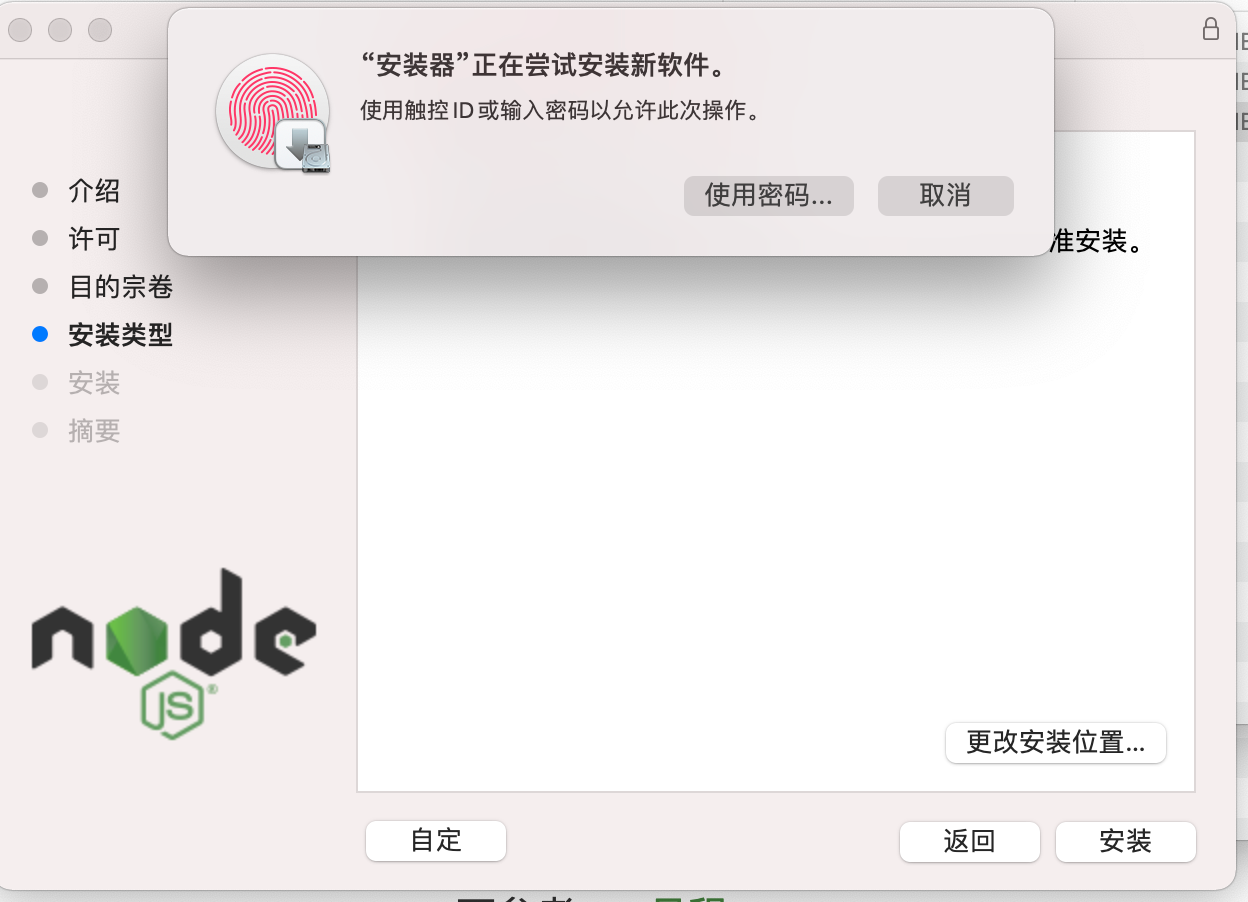 “安装器”正在尝试安装新软件。
使用触控 ID 或输入密码以允许此次操作。
使用密码...
取消
介绍
许可
目的宗卷
安装类型
安装
摘要
准安装。
node
JS®
更改安装位置...
自定
返回
安装